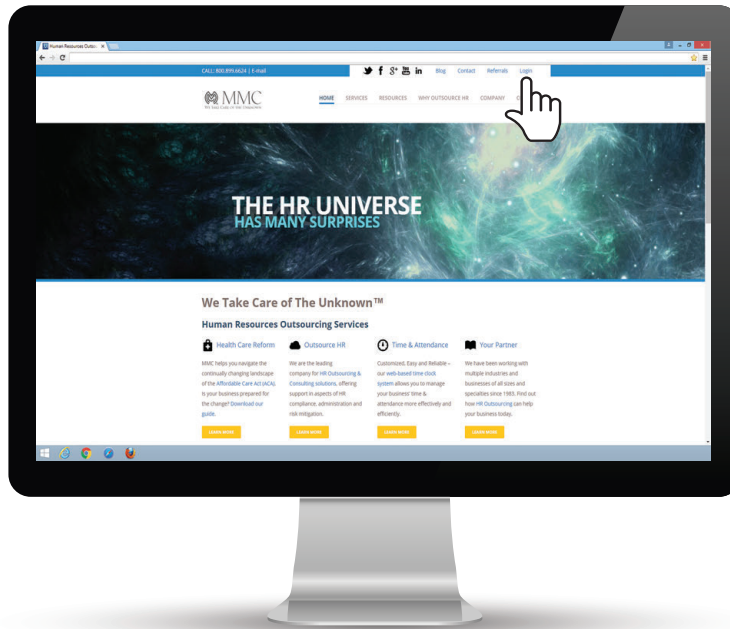 Human Resources Outso
CALL: 800.899.6624 | E-mail
Blog Contact Referrals Login
MMC
HOME SERVICES RESOURCES WHY OUTSOURCE HR COMPANY
THE HR UNIVERSE
HAS MANY SURPRISES
We Take Care of The Unknown™
Human Resources Outsourcing Services
Health Care Reform
MMC helps you navigate the
continually changing landscape
of the Affordable Care Act (ACA).
Is your business prepared for
the change? Download our
guide.
LEARN MORE
Outsource HR
We are the leading
company for HR Outsourcing &
Consulting solutions, offering
support in aspects of HR
compliance, administration and
risk mitigation.
LEARN MORE
Time & Attendance
Customized, Easy and Reliable –
our web-based time clock
system allows you to manage
your business' time &
attendance more effectively and
efficiently.
LEARN MORE
Your Partner
We have been working with
multiple industries and
businesses of all sizes and
specialties since 1983. Find out
how HR Outsourcing can help
your business today.
LEARN MORE